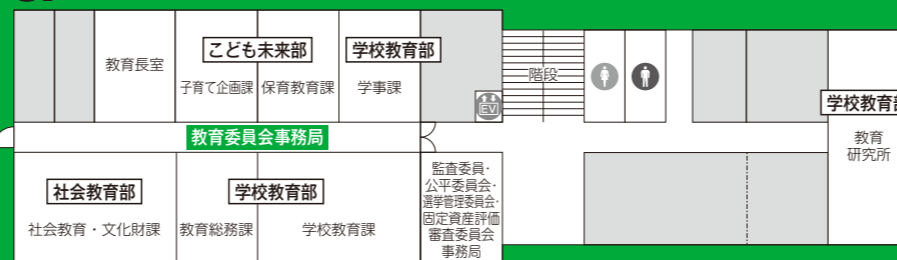 教育長室
こども未来部
子育て企画課
保育教育課
学校教育部
学事課
EV
階段
学校教育部
教育
研究所
教育委員会事務局
社会教育部
社会教育・文化財課
学校教育部
教育総務課
学校教育課
監査委員・
公平委員会・
選挙管理委員会・
固定資産評価
審査委員会
事務局